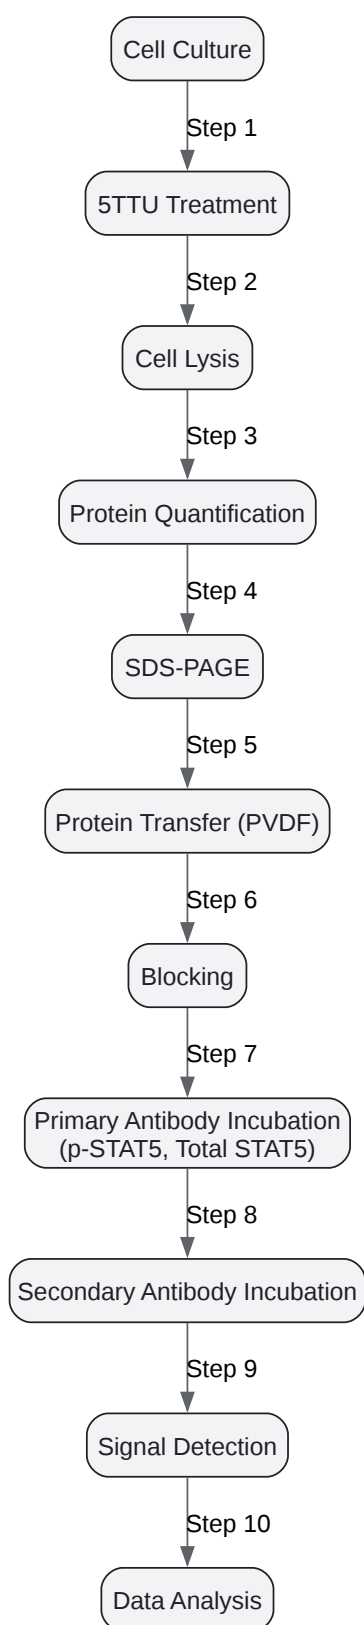 Cell Culture
Step 1
5TTU Treatment
Step 2
Cell Lysis
Step 3
Protein Quantification
Step 4
SDS-PAGE
Step 5
Protein Transfer (PVDF)
Step 6
Blocking
Step 7
Primary Antibody Incubation
(p-STAT5, Total STAT5)
Step 8
Secondary Antibody Incubation
Step 9
Signal Detection
Step 10
Data Analysis